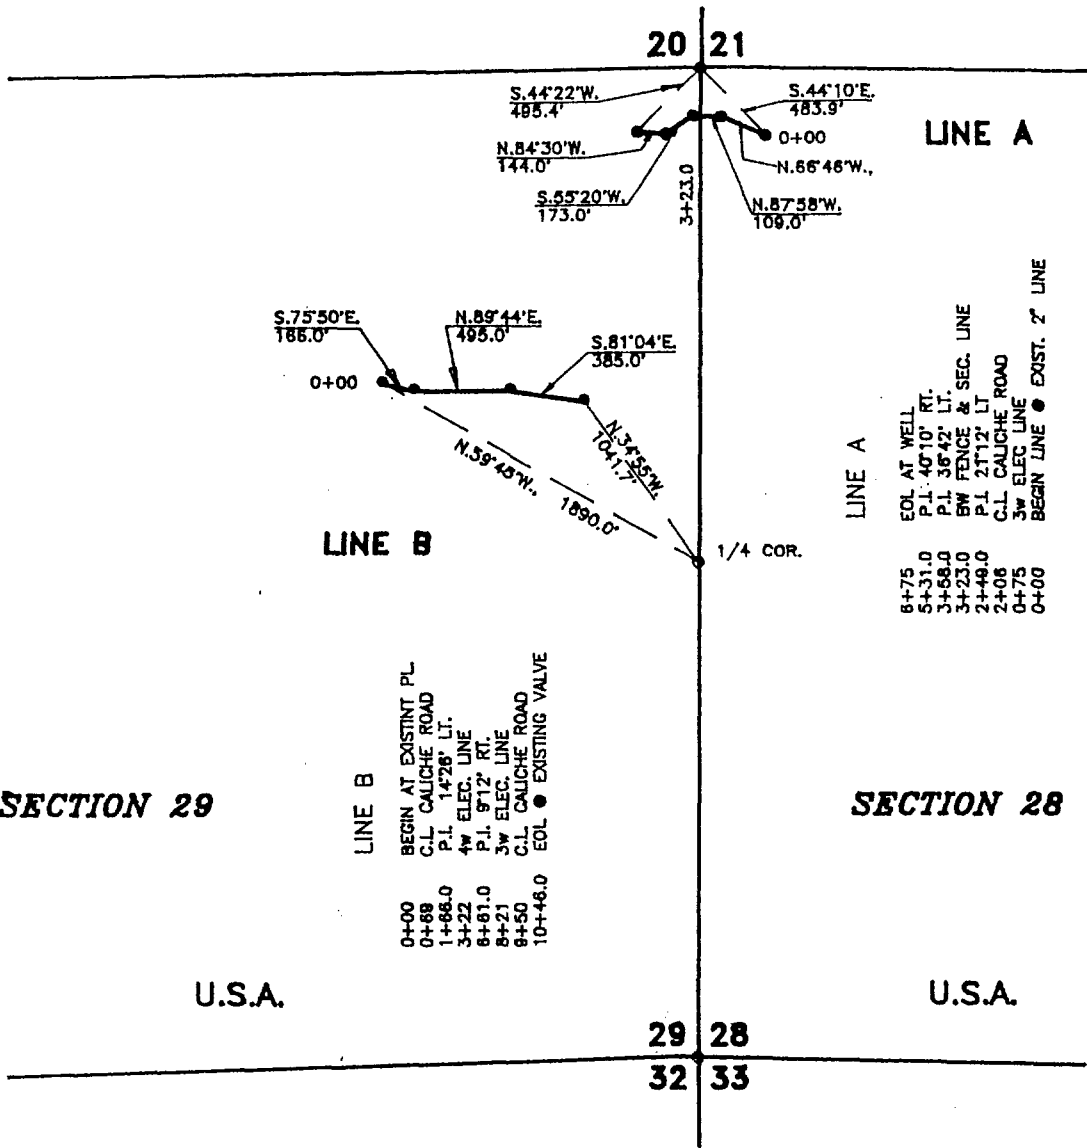 20 21
S.44°22'W.
495.4'
S.44°10'E.
483.9'
LINE A
0+00
N.84°30'W.
144.0'
N.66°46'W.,
S.55°20'W.
173.0'
3+23.0
N.87°58'W.
109.0'
S.75°50'E.
166.0'
N.89°44'E.
495.0'
S.81°04'E.
385.0'
0+00
N.34°55'W.
1041.7'
N.59°45'W.,
1890.0'
LINE B
1/4 COR.
LINE A
6+75 EOL AT WELL
5+31.0 P.I. 40°10' RT.
3+58.0 P.I. 36°42' LT.
3+23.0 BW FENCE & SEC. LINE
2+49.0 P.I. 21°12' LT
2+06 C.L. CALICHE ROAD
0+75 3w ELEC LINE
0+00 BEGIN LINE @ EXIST. 2" LINE
LINE B
0+00 BEGIN AT EXISTINT PL.
0+69 C.L. CALICHE ROAD
1+66.0 P.I. 14°26' LT.
3+22 4w ELEC. LINE
6+61.0 P.I. 9°12' RT.
8+21 3w ELEC. LINE
9+50 C.L. CALICHE ROAD
10+46.0 EOL @ EXISTING VALVE
SECTION 29
SECTION 28
U.S.A.
U.S.A.
29 28
32 33